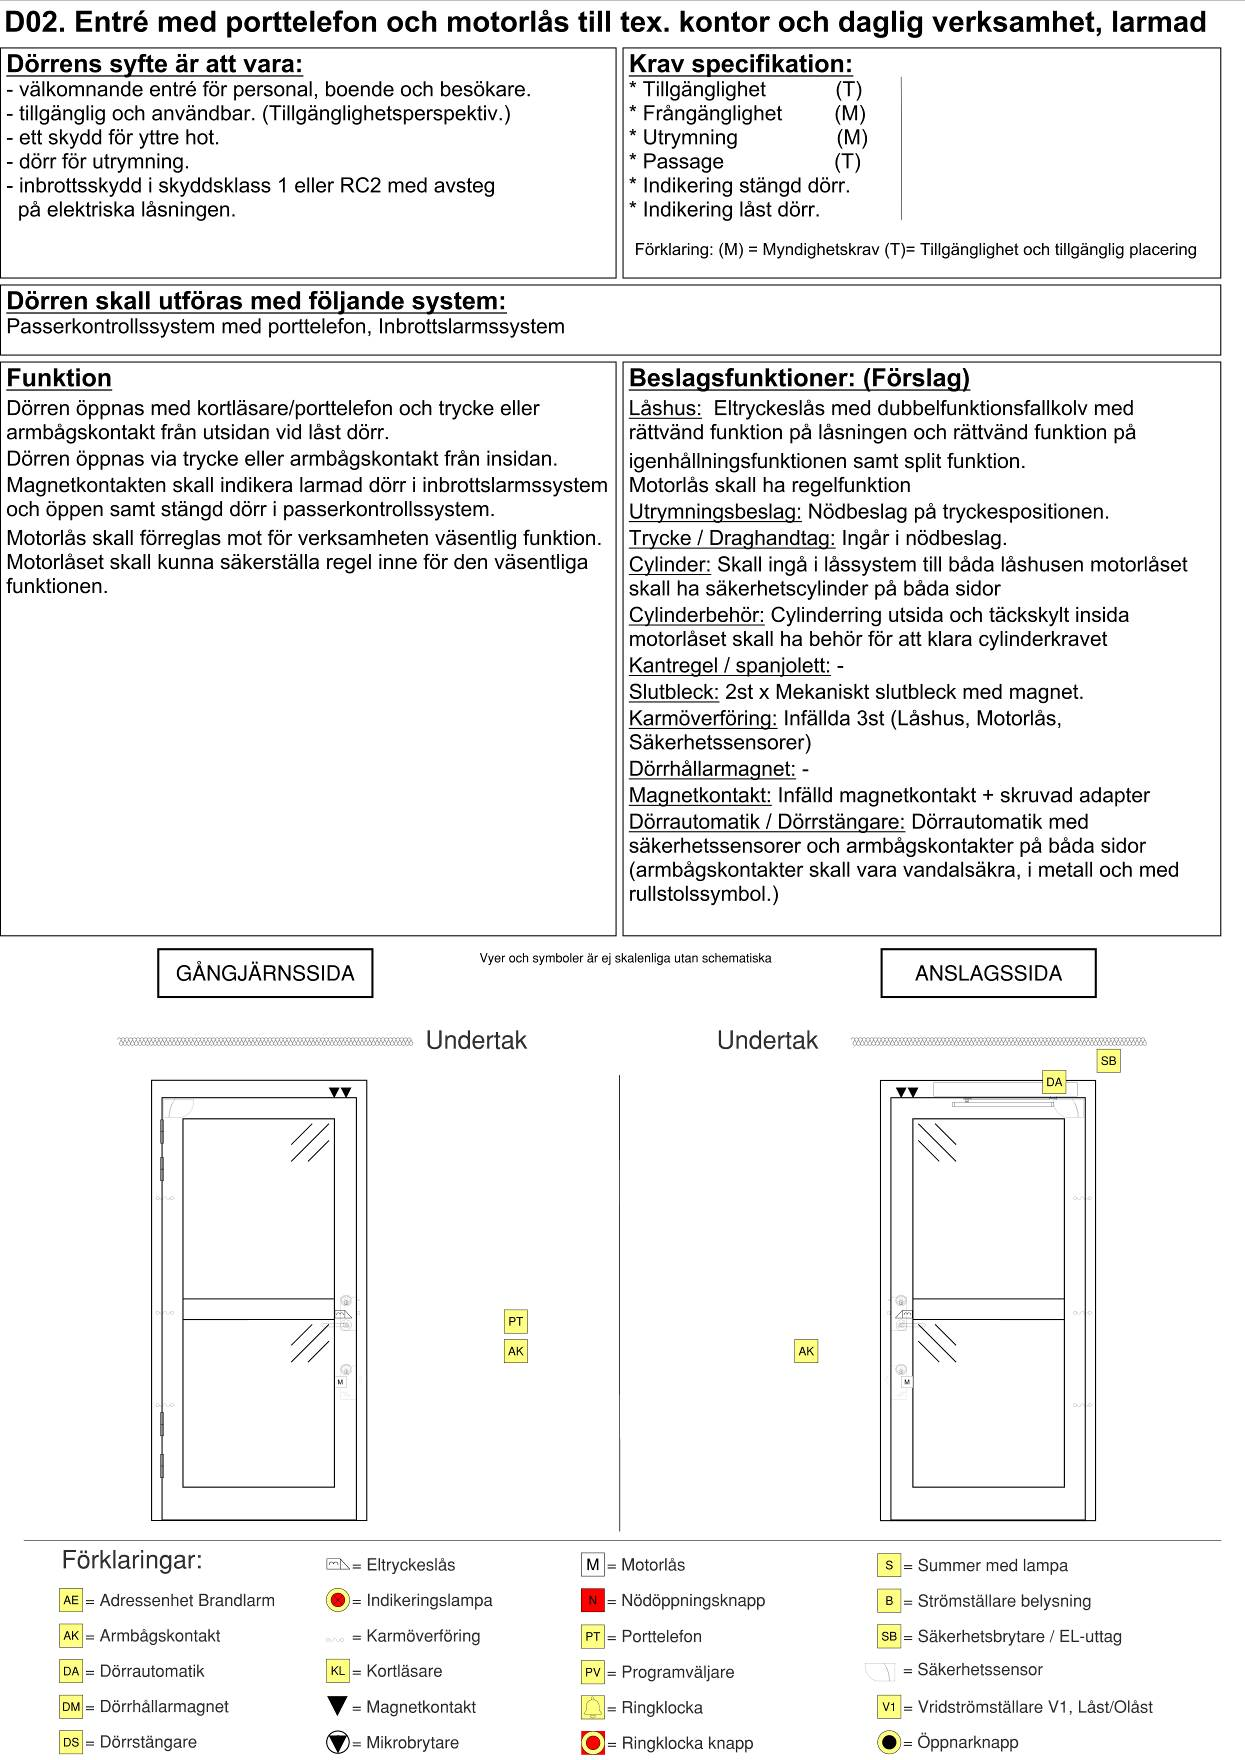 D02. Entré med porttelefon och motorlås till tex. kontor och daglig verksamhet, larmad
Dörrens syfte är att vara:
- välkomnande entré för personal, boende och besökare.
- tillgänglig och användbar. (Tillgänglighetsperspektiv.)
- ett skydd för yttre hot.
- dörr för utrymning.
- inbrottsskydd i skyddsklass 1 eller RC2 med avsteg
på elektriska låsningen.
Krav specifikation:
* Tillgänglighet (T)
* Frångänglighet (M)
* Utrymning (M)
* Passage (T)
* Indikering stängd dörr.
* Indikering låst dörr.
Förklaring: (M) = Myndighetskrav (T)= Tillgänglighet och tillgänglig placering
Dörren skall utföras med följande system:
Passerkontrollssystem med porttelefon, Inbrottslarmssystem
Funktion
Dörren öppnas med kortläsare/porttelefon och trycke eller
armbågskontakt från utsidan vid låst dörr.
Dörren öppnas via trycke eller armbågskontakt från insidan.
Magnetkontakten skall indikera larmad dörr i inbrottslarmssystem
och öppen samt stängd dörr i passerkontrollssystem.
Motorlås skall förreglas mot för verksamheten väsentlig funktion.
Motorlåset skall kunna säkerställa regel inne för den väsentliga
funktionen.
Beslagsfunktioner: (Förslag)
Låshus: Eltryckeslås med dubbelfunktionsfallkolv med
rättvänd funktion på låsningen och rättvänd funktion på
igenhållningsfunktionen samt split funktion.
Motorlås skall ha regelfunktion
Utrymningsbeslag: Nödbeslag på tryckespositionen.
Trycke / Draghandtag: Ingår i nödbeslag.
Cylinder: Skall ingå i låssystem till båda låshusen motorlåset
skall ha säkerhetscylinder på båda sidor
Cylinderbehör: Cylinderring utsida och täckskylt insida
motorlåset skall ha behör för att klara cylinderkravet
Kantregel / spanjolett: -
Slutbleck: 2st x Mekaniskt slutbleck med magnet.
Karmöverföring: Infällda 3st (Låshus, Motorlås,
Säkerhetssensorer)
Dörrhållarmagnet: -
Magnetkontakt: Infälld magnetkontakt + skruvad adapter
Dörrautomatik / Dörrstängare: Dörrautomatik med
säkerhetssensorer och armbågskontakter på båda sidor
(armbågskontakter skall vara vandalsäkra, i metall och med
rullstolssymbol.)
GÅNGJÄRNSSIDA
Vyer och symboler är ej skalenliga utan schematiska
ANSLAGSSIDA
Undertak
Undertak
SB
DA
PT
AK
AK
M
M
Förklaringar:
AE = Adressenhet Brandlarm
AK = Armbågskontakt
DA = Dörrautomatik
DM = Dörrhållarmagnet
DS = Dörrstängare
= Eltryckeslås
= Indikeringslampa
= Karmöverföring
KL = Kortläsare
= Magnetkontakt
= Mikrobrytare
M = Motorlås
N = Nödöppningsknapp
PT = Porttelefon
PV = Programväljare
= Ringklocka
= Ringklocka knapp
S = Summer med lampa
B = Strömställare belysning
SB = Säkerhetsbrytare / EL-uttag
= Säkerhetssensor
V1 = Vridströmställare V1, Låst/Olåst
= Öppnarknapp